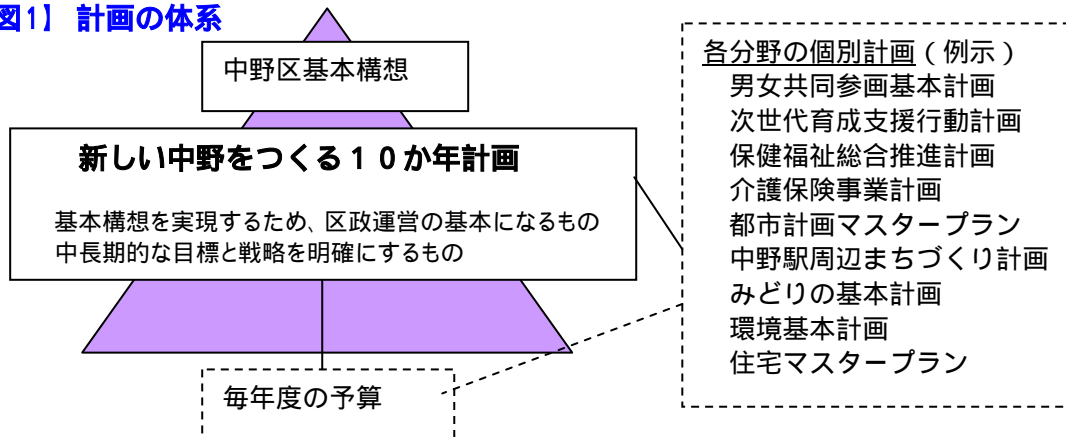 図1】 計画の体系
中野区基本構想
新しい中野をつくる10か年計画
基本構想を実現するため、区政運営の基本になるもの
中長期的な目標と戦略を明確にするもの
毎年度の予算
各分野の個別計画(例示)
男女共同参画基本計画
次世代育成支援行動計画
保健福祉総合推進計画
介護保険事業計画
都市計画マスタープラン
中野駅周辺まちづくり計画
みどりの基本計画
環境基本計画
住宅マスタープラン